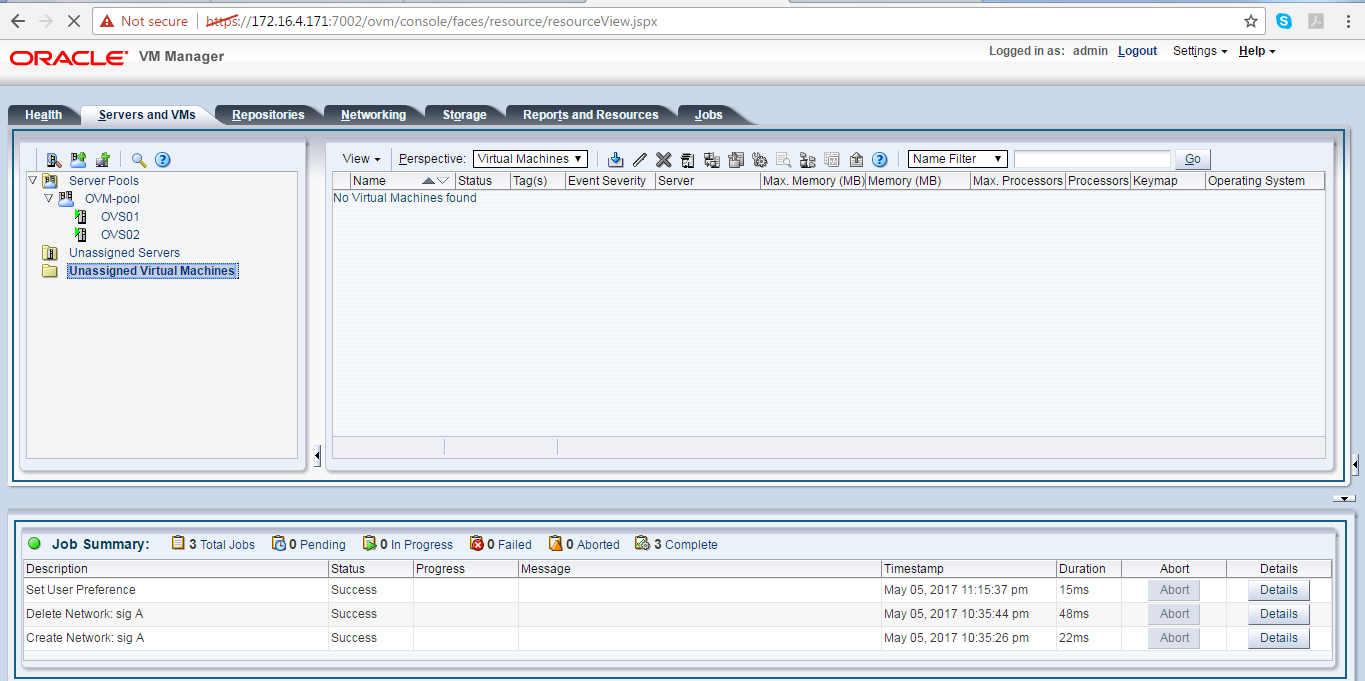 Not secure https://172.16.4.171:7002/ovm/console/faces/resource/resourceView.jspx
ORACLE VM Manager
Logged in as: admin Logout Settings Help
Health Servers and VMs Repositories Networking Storage Reports and Resources Jobs
View Perspective: Virtual Machines Name Filter Go
Server Pools
OVM-pool
OVS01
OVS02
Unassigned Servers
Unassigned Virtual Machines
Name Status Tag(s) Event Severity Server Max. Memory (MB) Memory (MB) Max. Processors Processors Keymap Operating System
No Virtual Machines found
Job Summary: 3 Total Jobs 0 Pending 0 In Progress 0 Failed 0 Aborted 3 Complete
Description Status Progress Message Timestamp Duration Abort Details
Set User Preference Success May 05, 2017 11:15:37 pm 15ms Abort Details
Delete Network: sig A Success May 05, 2017 10:35:44 pm 48ms Abort Details
Create Network: sig A Success May 05, 2017 10:35:26 pm 22ms Abort Details